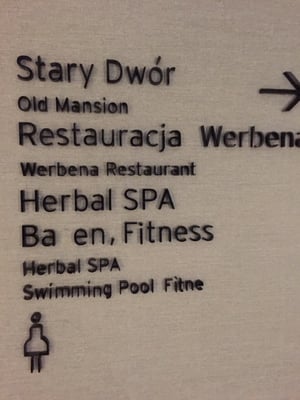 Stary Dwór
Old Mansion
Restauracja Werbena
Werbena Restaurant
Herbal SPA
Ba en, Fitness
Herbal SPA
Swimming Pool Fitne